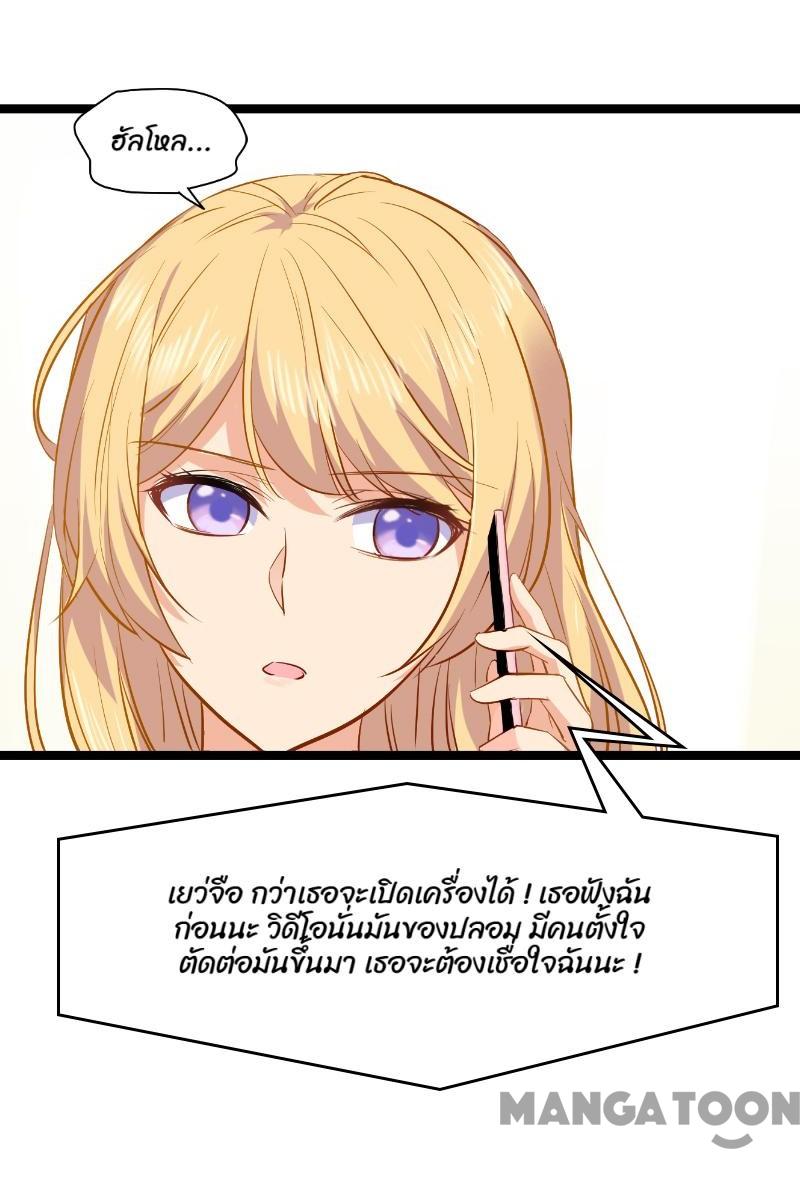 ฮัลโหล...
เยว่จือ กว่าเธอจะเปิดเครื่องได้ ! เธอฟังฉัน
ก่อนนะ วิดีโอนั่นมันของปลอม มีคนตั้งใจ
ตัดต่อมันขึ้นมา เธอจะต้องเชื่อใจฉันนะ !
MANGATOON